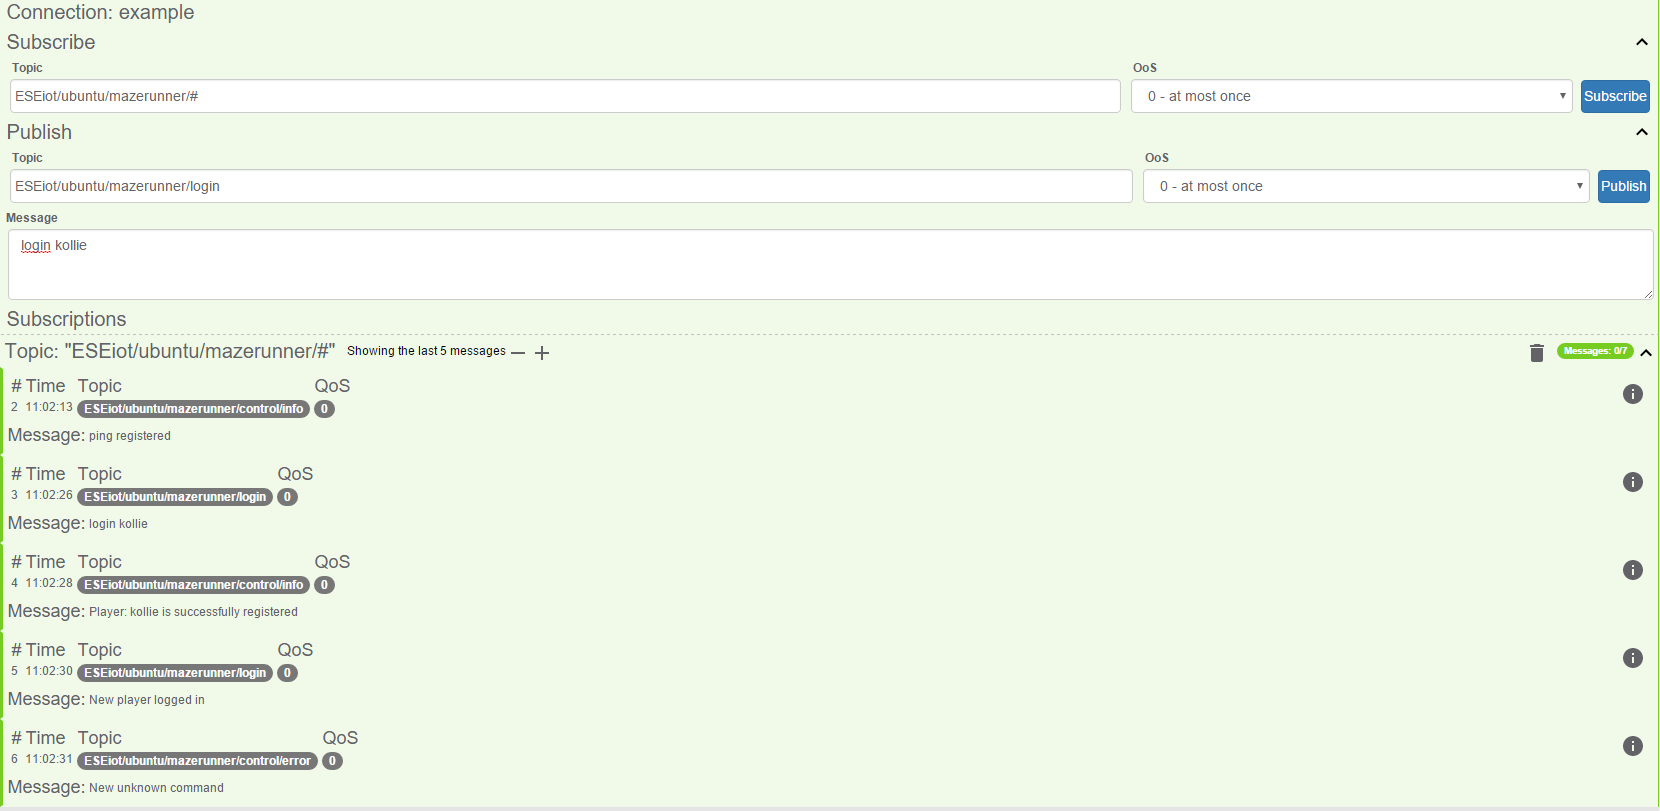 Connection: example
Subscribe
Topic QoS
ESEiot/ubuntu/mazerunner/# 0 - at most once Subscribe
Publish
Topic QoS
ESEiot/ubuntu/mazerunner/login 0 - at most once Publish
Message
login kollie
Subscriptions
Topic: "ESEiot/ubuntu/mazerunner/#" Showing the last 5 messages Messages: 0/7
# Time Topic QoS
2 11:02:13 ESEiot/ubuntu/mazerunner/control/info 0
Message: ping registered
# Time Topic QoS
3 11:02:26 ESEiot/ubuntu/mazerunner/login 0
Message: login kollie
# Time Topic QoS
4 11:02:28 ESEiot/ubuntu/mazerunner/control/info 0
Message: Player: kollie is successfully registered
# Time Topic QoS
5 11:02:30 ESEiot/ubuntu/mazerunner/login 0
Message: New player logged in
# Time Topic QoS
6 11:02:31 ESEiot/ubuntu/mazerunner/control/error 0
Message: New unknown command